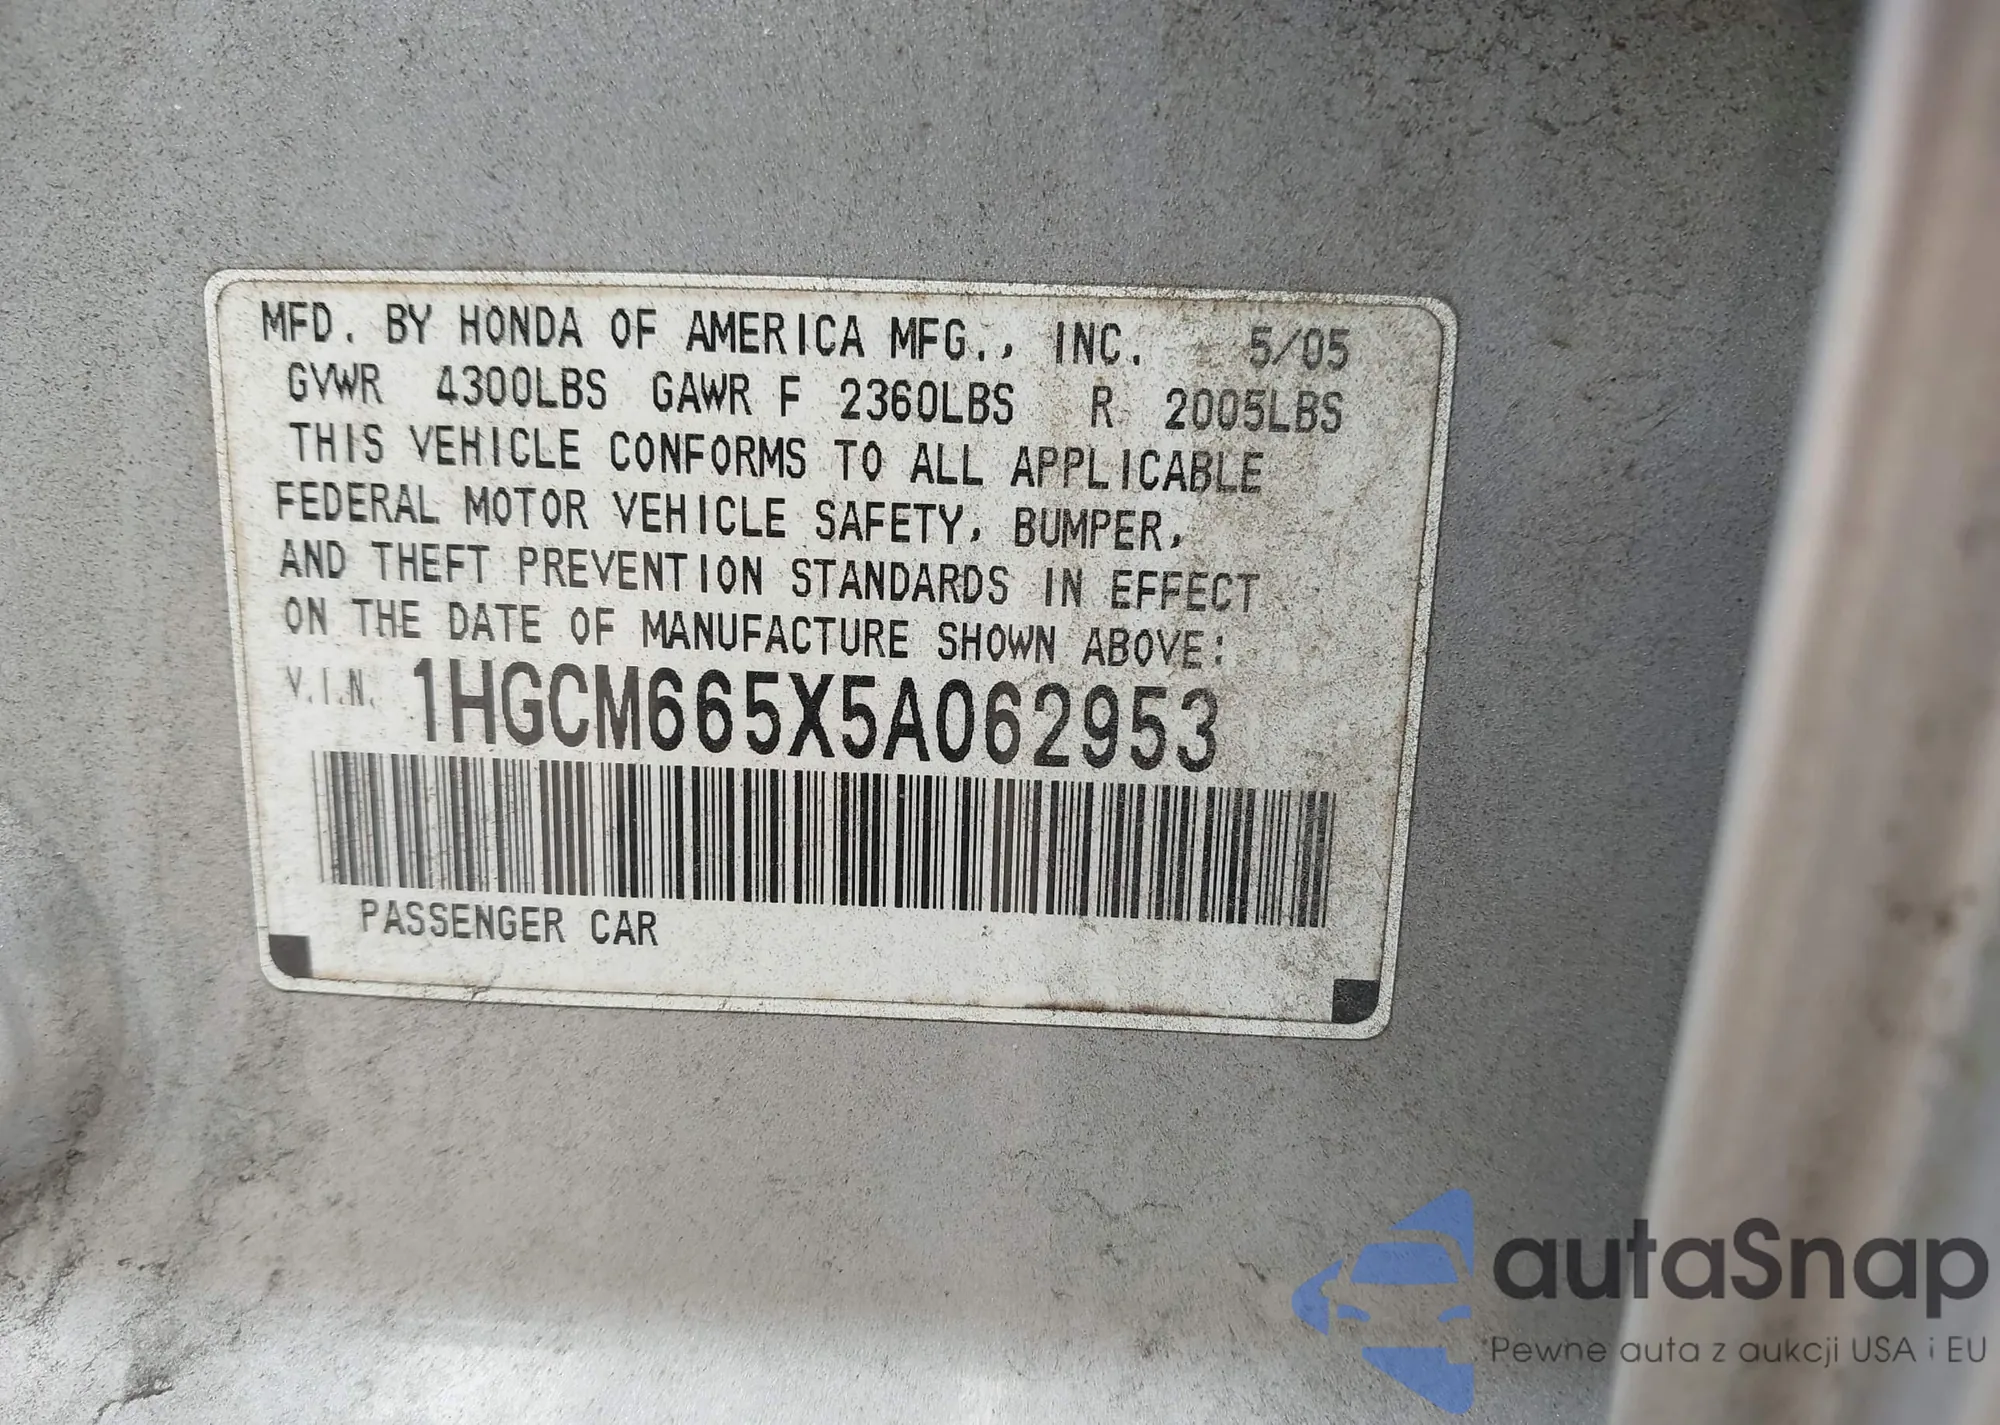 MFD. BY HONDA OF AMERICA MFG., INC. 5/05
GVWR 4300LBS GAWR F 2360LBS R 2005LBS
THIS VEHICLE CONFORMS TO ALL APPLICABLE
FEDERAL MOTOR VEHICLE SAFETY, BUMPER,
AND THEFT PREVENTION STANDARDS IN EFFECT
ON THE DATE OF MANUFACTURE SHOWN ABOVE:
V.I.N. 1HGCM665X5A062953
PASSENGER CAR
autaSnap
Pewne auta z aukcji USA i EU